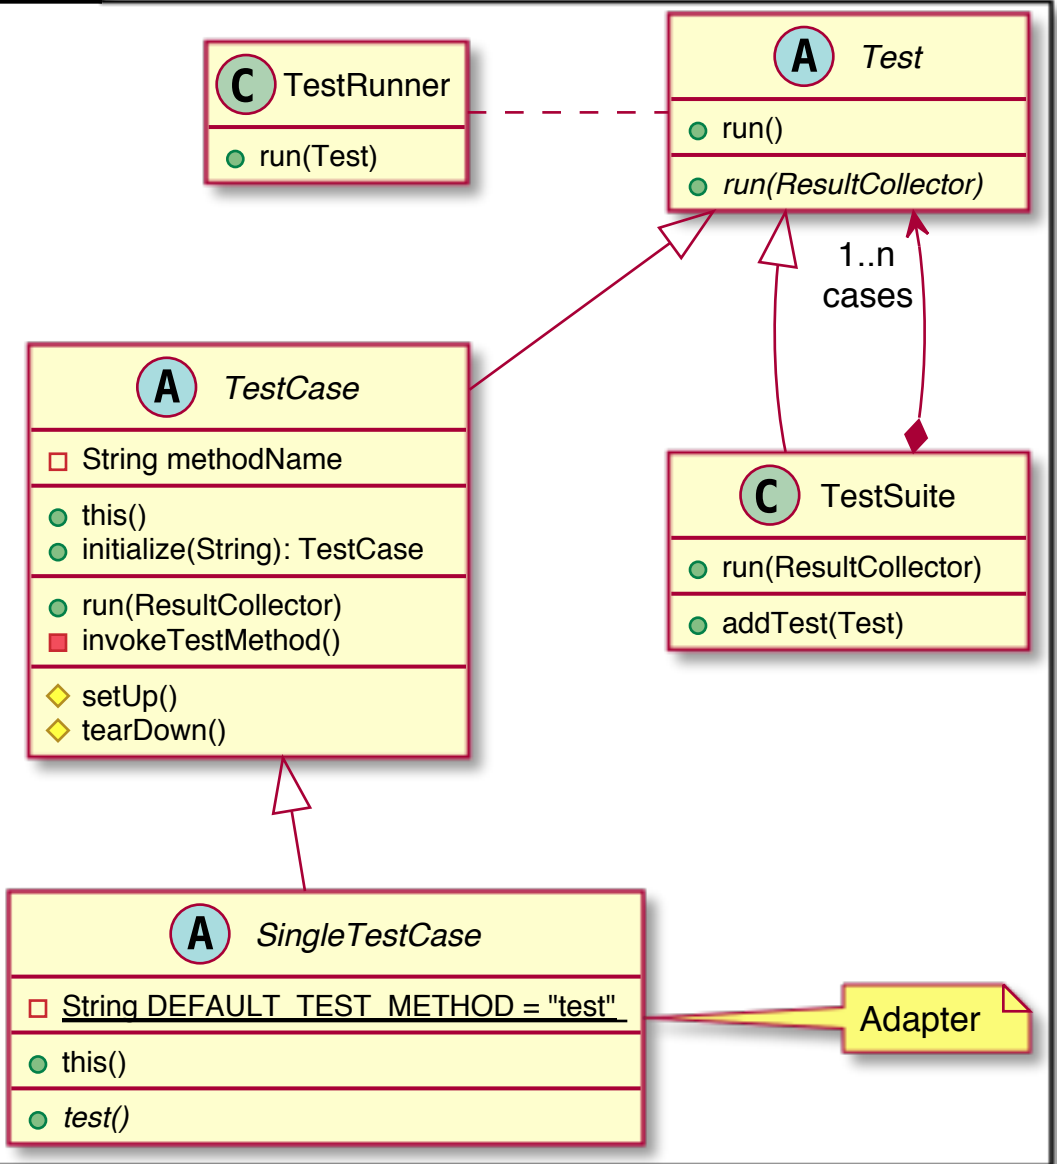 C TestRunner
run(Test)
A Test
run()
run(ResultCollector)
1..n
cases
A TestCase
String methodName
this()
initialize(String): TestCase
run(ResultCollector)
invokeTestMethod()
setUp()
tearDown()
C TestSuite
run(ResultCollector)
addTest(Test)
A SingleTestCase
String DEFAULT_TEST_METHOD = "test"
this()
test()
Adapter